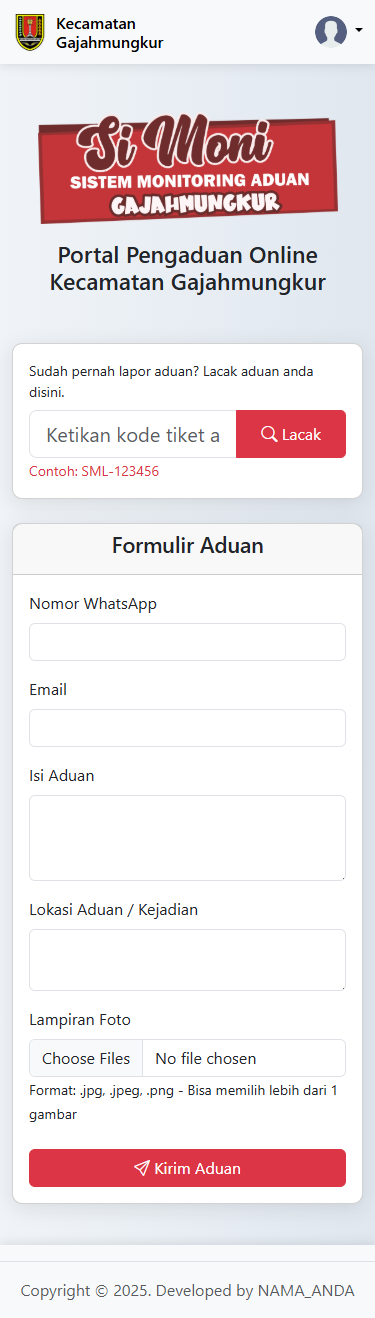 Kecamatan
Gajahmungkur
Si Moni
SISTEM MONITORING ADUAN
GAJAHMUNGKUR
Portal Pengaduan Online
Kecamatan Gajahmungkur
Sudah pernah lapor aduan? Lacak aduan anda
disini.
Ketikan kode tiket a
Lacak
Contoh: SML-123456
Formulir Aduan
Nomor WhatsApp
Email
Isi Aduan
Lokasi Aduan / Kejadian
Lampiran Foto
Choose Files No file chosen
Format: .jpg, .jpeg, .png - Bisa memilih lebih dari 1
gambar
Kirim Aduan
Copyright © 2025. Developed by NAMA_ANDA